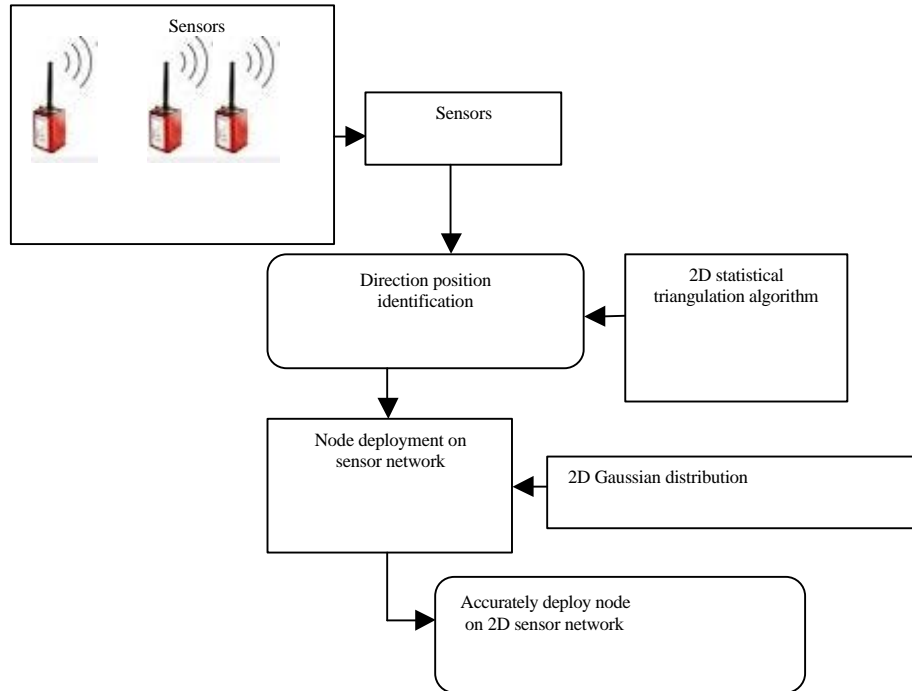 Sensors
Sensors
Direction position
identification
2D statistical
triangulation algorithm
Node deployment on
sensor network
2D Gaussian distribution
Accurately deploy node
on 2D sensor network